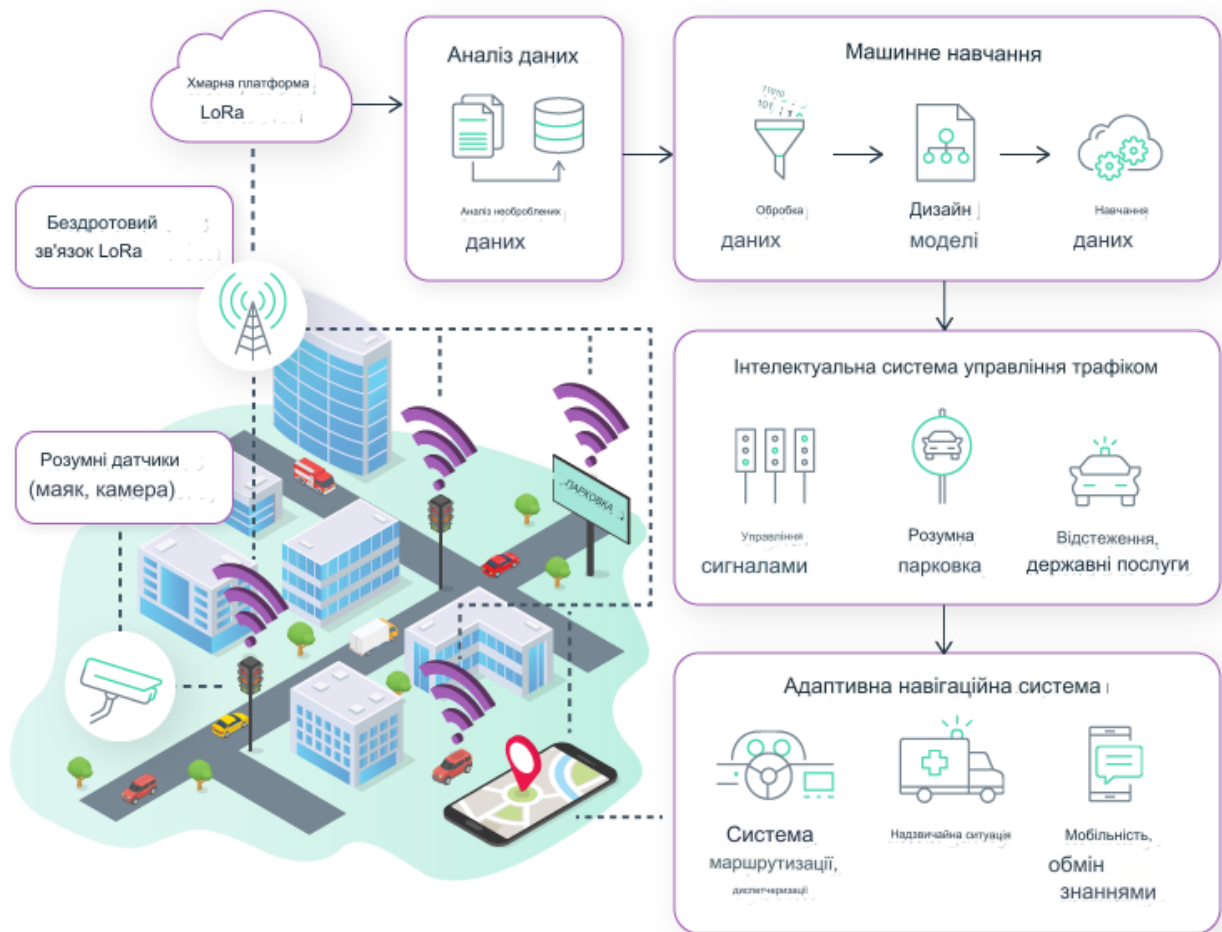 Хмарна платформа
LoRa
Аналіз даних
Аналіз необроблених
даних
Машинне навчання
11010
101
Обробка
даних
Дизайн
моделі
Навчання
даних
Бездротовий
зв'язок LoRa
Розумні датчики
(маяк, камера)
ПАРКОВКА
Інтелектуальна система управління трафіком
Управління
сигналами
Розумна
парковка
Відстеження,
державні послуги
Адаптивна навігаційна система
Система
маршрутизації,
диспетчеризації
Надзвичайна ситуація
Мобільність,
обмін
знаннями